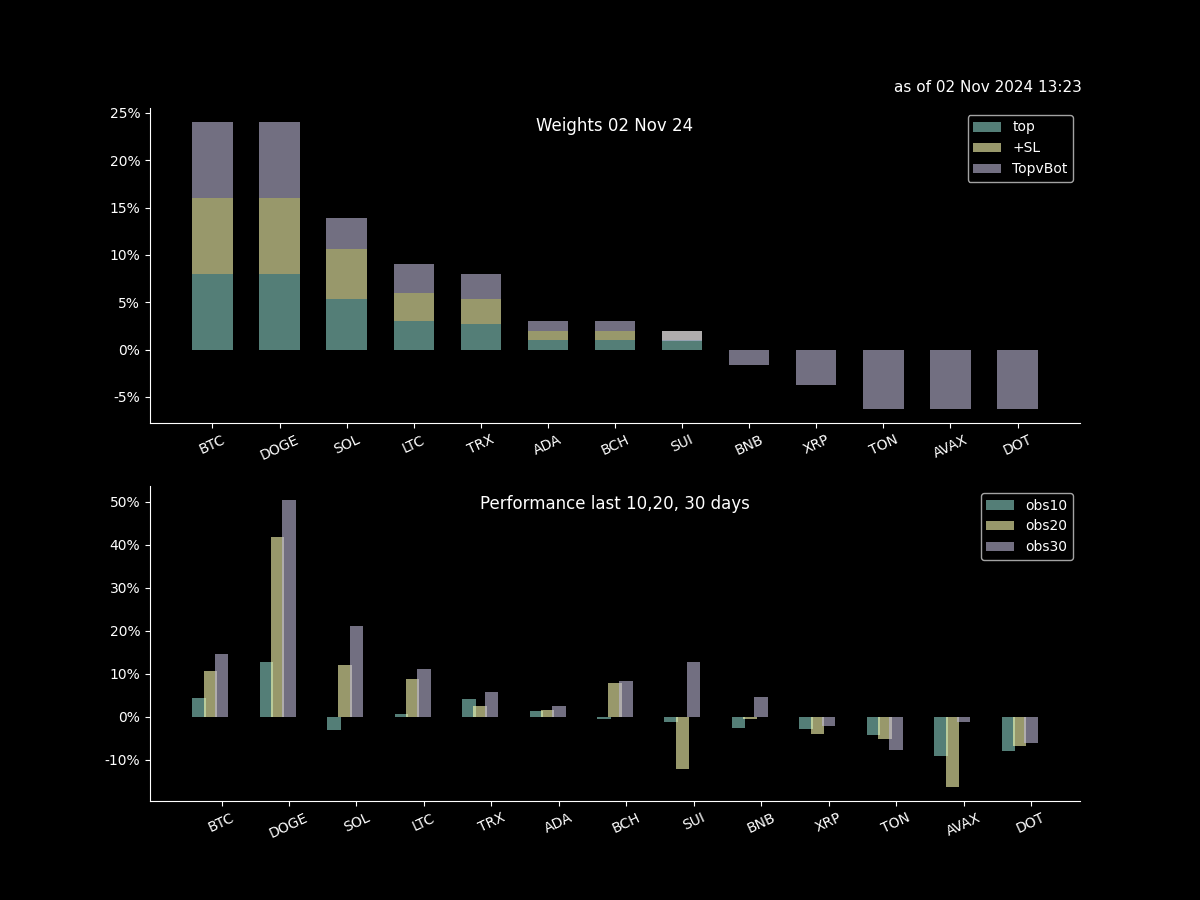 as of 02 Nov 2024 13:23
Weights 02 Nov 24
25%
20%
15%
10%
5%
0%
-5%
top
+SL
TopvBot
BTC DOGE SOL LTC TRX ADA BCH SUI BNB XRP TON AVAX DOT
Performance last 10,20, 30 days
50%
40%
30%
20%
10%
0%
-10%
obs10
obs20
obs30
BTC DOGE SOL LTC TRX ADA BCH SUI BNB XRP TON AVAX DOT